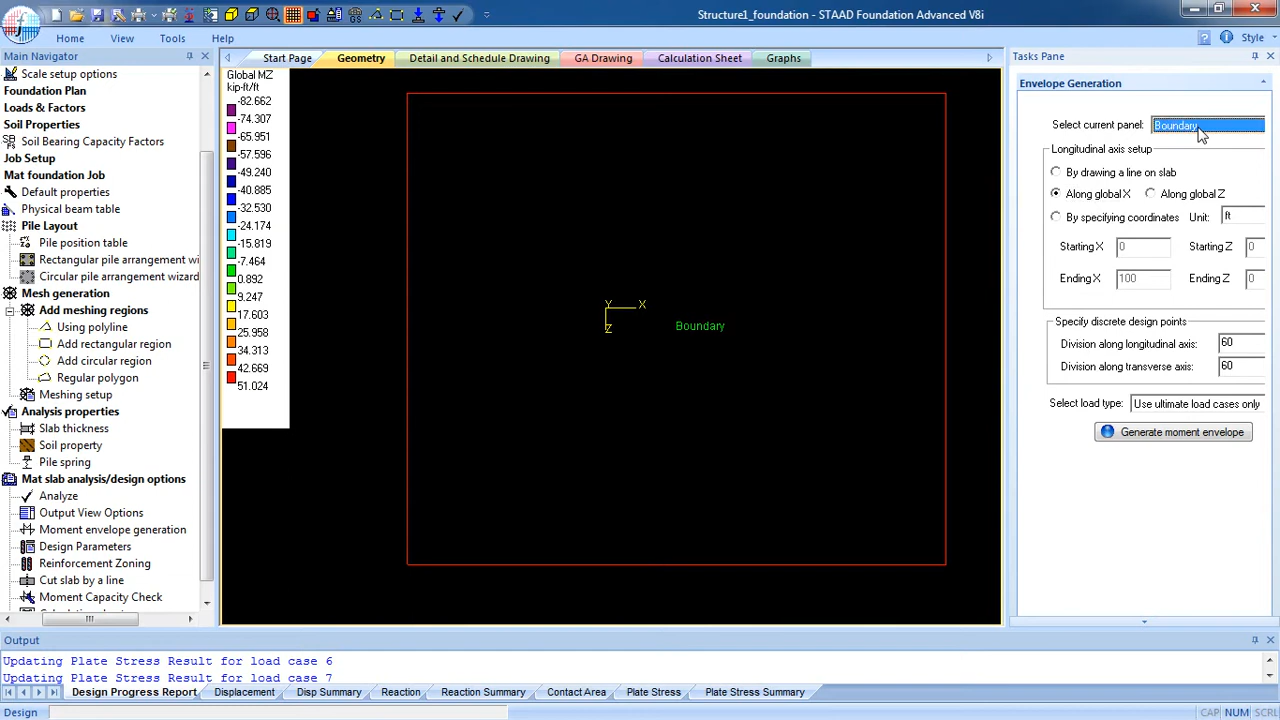 Structure1_foundation - STAAD Foundation Advanced V8i
Home View Tools Help Style
Main Navigator
Scale setup options
Foundation Plan
Loads & Factors
Soil Properties
Soil Bearing Capacity Factors
Job Setup
Mat foundation Job
Default properties
Physical beam table
Pile Layout
Pile position table
Rectangular pile arrangement wi
Circular pile arrangement wizard
Mesh generation
Add meshing regions
Using polyline
Add rectangular region
Add circular region
Regular polygon
Meshing setup
Analysis properties
Slab thickness
Soil property
Pile spring
Mat slab analysis/design options
Analyze
Output View Options
Moment envelope generation
Design Parameters
Reinforcement Zoning
Cut slab by a line
Moment Capacity Check
Start Page Geometry Detail and Schedule Drawing GA Drawing Calculation Sheet Graphs
Global MZ
kip-ft/ft
-82.662
-74.307
-65.951
-57.596
-49.240
-40.885
-32.530
-24.174
-15.819
-7.464
0.892
9.247
17.603
25.958
34.313
42.669
51.024
Y X
Z
Boundary
Tasks Pane
Envelope Generation
Select current panel: Boundary
Longitudinal axis setup
By drawing a line on slab
Along global X Along global Z
By specifying coordinates Unit: ft
Starting X 0 Starting Z 0
Ending X 100 Ending Z 0
Specify discrete design points
Division along longitudinal axis: 60
Division along transverse axis: 60
Select load type: Use ultimate load cases only
Generate moment envelope
Output
Updating Plate Stress Result for load case 6
Updating Plate Stress Result for load case 7
Design Progress Report Displacement Disp Summary Reaction Reaction Summary Contact Area Plate Stress Plate Stress Summary
Design CAP NUM SCRL